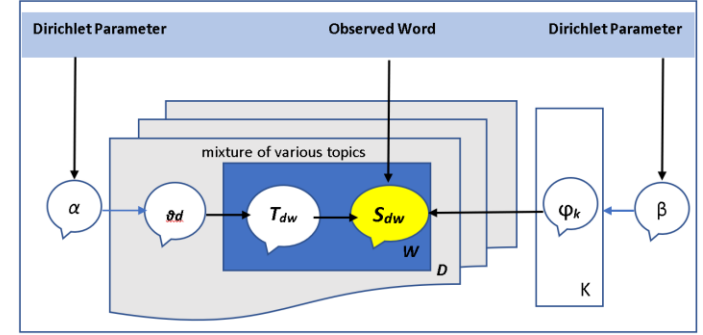 Dirichlet Parameter
Observed Word
Dirichlet Parameter
mixture of various topics
α
ϑd
Tdw
Sdw
φk
β
W
D
K